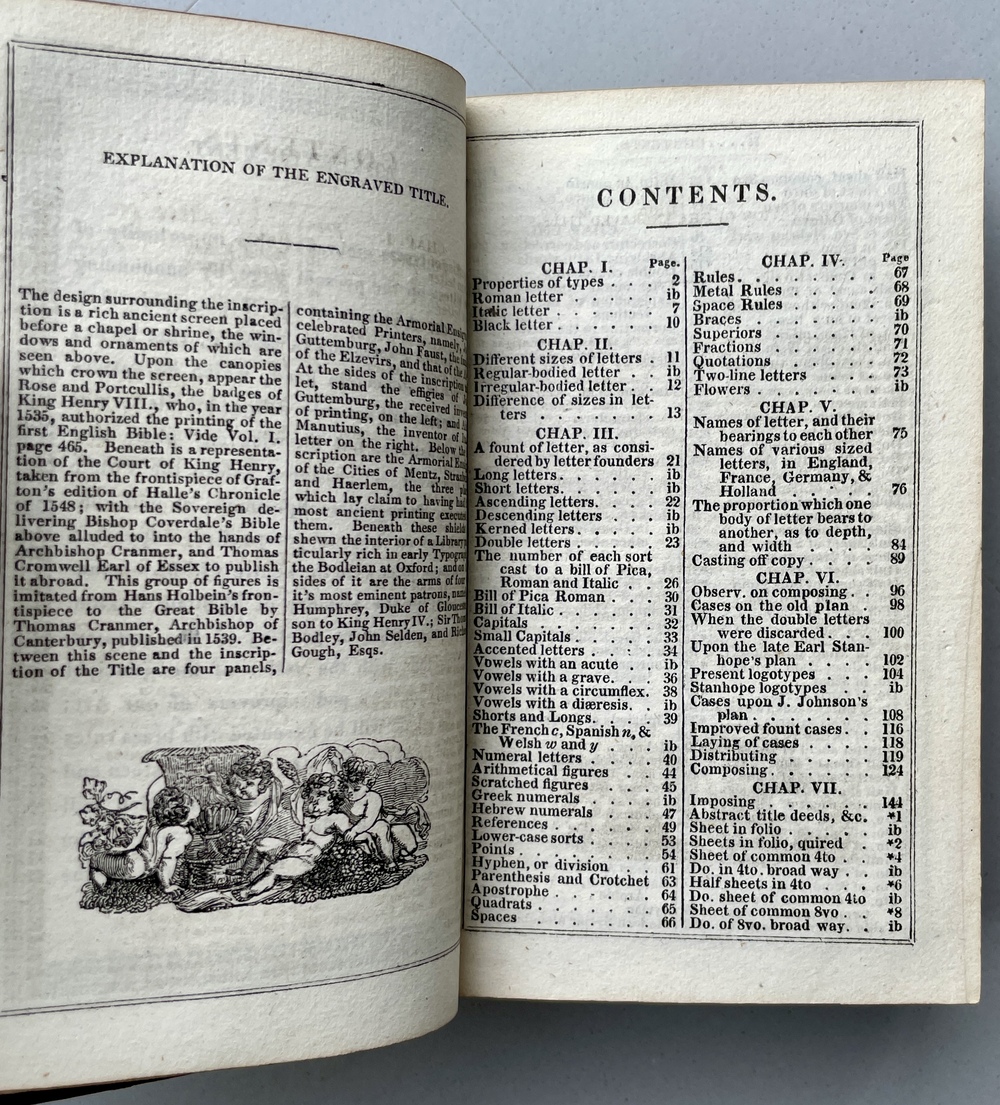 EXPLANATION OF THE ENGRAVED TITLE.
The design surrounding the inscrip-
tion is a rich ancient screen placed
before a chapel or shrine, the win-
dows and ornaments of which are
seen above. Upon the canopies
which crown the screen, appear the
Rose and Portcullis, the badges of
King Henry VIII., who, in the year
1535, authorized the printing of the
first English Bible: Vide Vol. I.
page 465. Beneath is a representa-
tion of the Court of King Henry,
taken from the frontispiece of Graf-
ton's edition of Halle's Chronicle
of 1548; with the Sovereign de-
livering Bishop Coverdale's Bible
above alluded to into the hands of
Archbishop Cranmer, and Thomas
Cromwell Earl of Essex to publish
it abroad. This group of figures is
imitated from Hans Holbein's fron-
tispiece to the Great Bible by
Thomas Cranmer, Archbishop of
Canterbury, published in 1539. Be-
tween this scene and the inscrip-
tion of the Title are four panels,
containing the Armorial
celebrated Printers, namely,
Guttemburg, John Faust, the
of the Elzevirs, and that of the
At the sides of the inscription
let, stand the effigies of
Guttemburg, the received
of printing, on the left; and
Manutius, the inventor of
letter on the right. Below the
scription are the Armorial
of the Cities of Mentz,
and Haerlem, the three
which lay claim to having
most ancient printing
them. Beneath these
shewn the interior of a Library
ticularly rich in early
the Bodleian at Oxford; and on
sides of it are the arms of four
it's most eminent patrons,
Humphrey, Duke of
son to King Henry IV.; Sir
Bodley, John Selden, and
Gough, Esqs.
CONTENTS.
CHAP. I. Page.
Properties of types . . . 2
Roman letter . . . . ib
Italic letter . . . . 7
Black letter . . . . . 10
CHAP. II.
Different sizes of letters . 11
Regular-bodied letter . . ib
Irregular-bodied letter . . 12
Difference of sizes in let-
ters . . . . . . 13
CHAP. III.
A fount of letter, as consi-
dered by letter founders 21
Long letters. . . . . ib
Short letters. . . . . ib
Ascending letters. . . . 22
Descending letters . . . ib
Kerned letters . . . . ib
Double letters . . . . 23
The number of each sort
cast to a bill of Pica,
Roman and Italic . . 26
Bill of Pica Roman . . . 30
Bill of Italic . . . . 31
Capitals . . . . . 32
Small Capitals . . . . 33
Accented letters . . . . 34
Vowels with an acute . . ib
Vowels with a grave. . . 36
Vowels with a circumflex. 38
Vowels with a diæresis. . ib
Shorts and Longs. . . . 39
The French c, Spanish n, &
Welsh w and y . . . ib
Numeral letters . . . . 40
Arithmetical figures . . 44
Scratched figures . . . 45
Greek numerals . . . ib
Hebrew numerals . . . 47
References . . . . . 49
Lower-case sorts . . . 53
Points . . . . . . 54
Hyphen, or division . . 61
Parenthesis and Crotchet 63
Apostrophe . . . . . 64
Quadrats . . . . . 65
Spaces . . . . . . 66
CHAP. IV. Page
Rules. . . . . . . 67
Metal Rules . . . . . 68
Space Rules . . . . . 69
Braces . . . . . . ib
Superiors . . . . . 70
Fractions . . . . . 71
Quotations . . . . . 72
Two-line letters . . . 73
Flowers . . . . . . ib
CHAP. V.
Names of letter, and their
bearings to each other 75
Names of various sized
letters, in England,
France, Germany, &
Holland . . . . . 76
The proportion which one
body of letter bears to
another, as to depth,
and width . . . . 84
Casting off copy . . . . 89
CHAP. VI.
Observ. on composing . . 96
Cases on the old plan . . 98
When the double letters
were discarded . . . 100
Upon the late Earl Stan-
hope's plan . . . . 102
Present logotypes . . . 104
Stanhope logotypes . . ib
Cases upon J. Johnson's
plan . . . . . . . 108
Improved fount cases. . . 116
Laying of cases . . . 118
Distributing . . . . 119
Composing . . . . . . 124
CHAP. VII.
Imposing . . . . . . 144
Abstract title deeds, &c. . *1
Sheet in folio . . . . ib
Sheets in folio, quired . *2
Sheet of common 4to . . *4
Do. in 4to. broad way . . ib
Half sheets in 4to . . *6
Do. sheet of common 4to ib
Sheet of common 8vo . . *8
Do. of 8vo. broad way. . ib